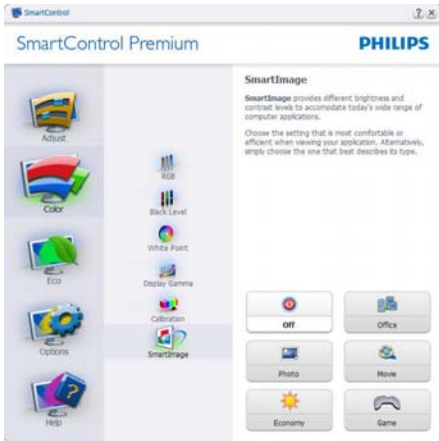 SmartControl
SmartControl Premium
PHILIPS
Adjust
Color
Eco
Options
Help
RGB
Black Level
White Point
Display Gamma
Calibration
SmartImage
SmartImage
SmartImage provides different brightness and
contrast levels to accomodate today's wide range of
computer applications.
Choose the setting that is most comfortable or
efficient when viewing your application. Alternatively,
simply choose the one that best describes its type.
Off
Office
Photo
Movie
Economy
Game